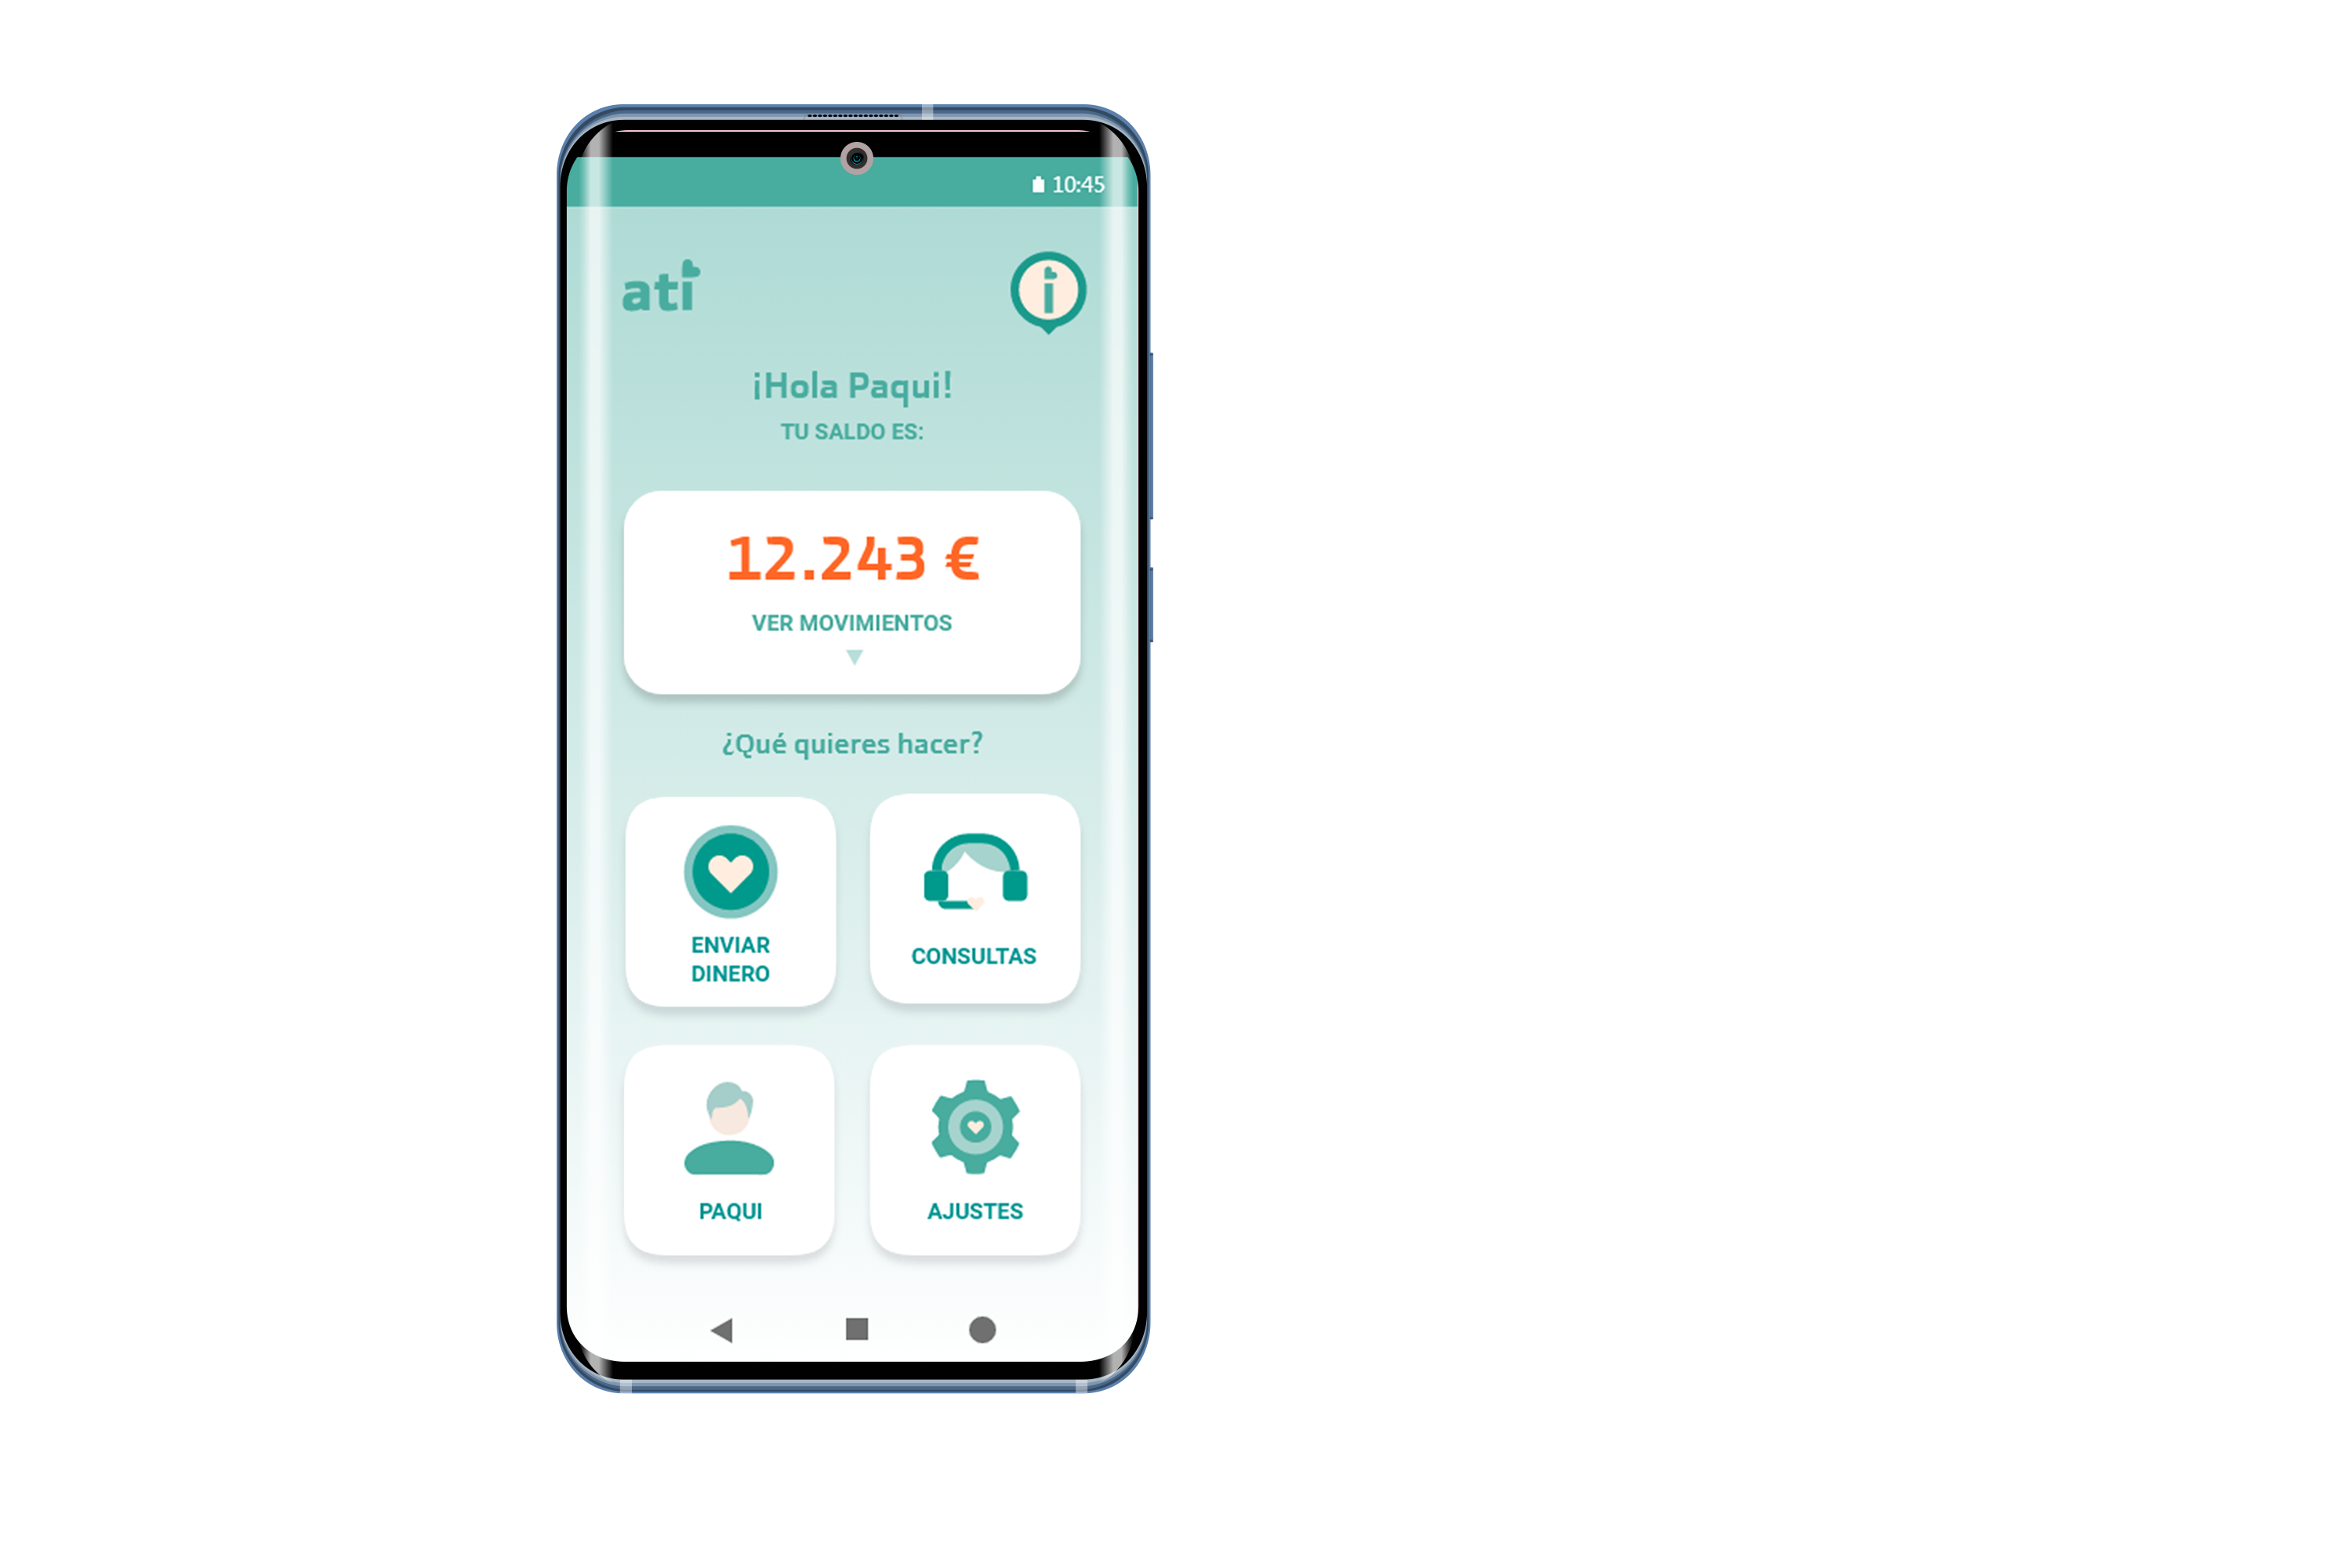 10:45
ati
i
¡Hola Paqui!
TU SALDO ES:
12.243 €
VER MOVIMIENTOS
¿Qué quieres hacer?
ENVIAR
DINERO
CONSULTAS
PAQUI
AJUSTES